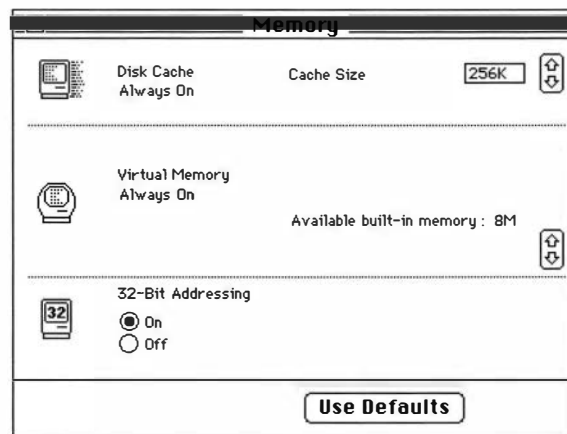 Memory
Disk Cache
Always On
Cache Size
256K
Virtual Memory
Always On
Available built-in memory : 8M
32-Bit Addressing
32
On
Off
Use Defaults